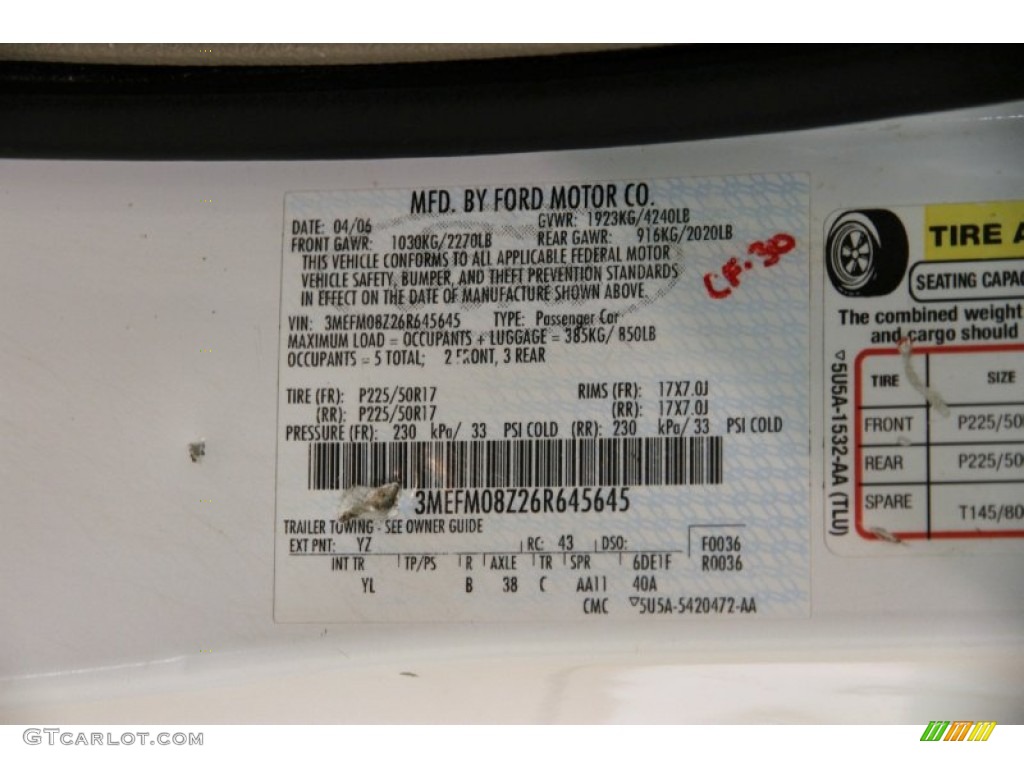 MFD. BY FORD MOTOR CO.
DATE: 04/06 GVWR: 1923KG/4240LB
FRONT GAWR: 1030KG/2270LB REAR GAWR: 916KG/2020LB
THIS VEHICLE CONFORMS TO ALL APPLICABLE FEDERAL MOTOR
VEHICLE SAFETY, BUMPER, AND THEFT PREVENTION STANDARDS
IN EFFECT ON THE DATE OF MANUFACTURE SHOWN ABOVE.
CF-30
VIN: 3MEFM08Z26R645645 TYPE: Passenger Car
MAXIMUM LOAD = OCCUPANTS + LUGGAGE = 385KG/ 850LB
OCCUPANTS = 5 TOTAL; 2 FRONT, 3 REAR
TIRE (FR): P225/50R17 RIMS (FR): 17X7.0J
(RR): P225/50R17 (RR): 17X7.0J
PRESSURE (FR): 230 kPa/ 33 PSI COLD (RR): 230 kPa/ 33 PSI COLD
3MEFM08Z26R645645
TRAILER TOWING - SEE OWNER GUIDE
EXT PNT: YZ RC: 43 DSO: F0036
INT TR TP/PS R AXLE TR SPR 6DE1F R0036
YL B 38 C AA11 40A
CMC ▽5U5A-5420472-AA
TIRE A
SEATING CAPAC
The combined weight
and cargo should
TIRE SIZE
FRONT P225/50
REAR P225/50
SPARE T145/80
▽5U5A-1532-AA (TLU)
GTCarlot.com